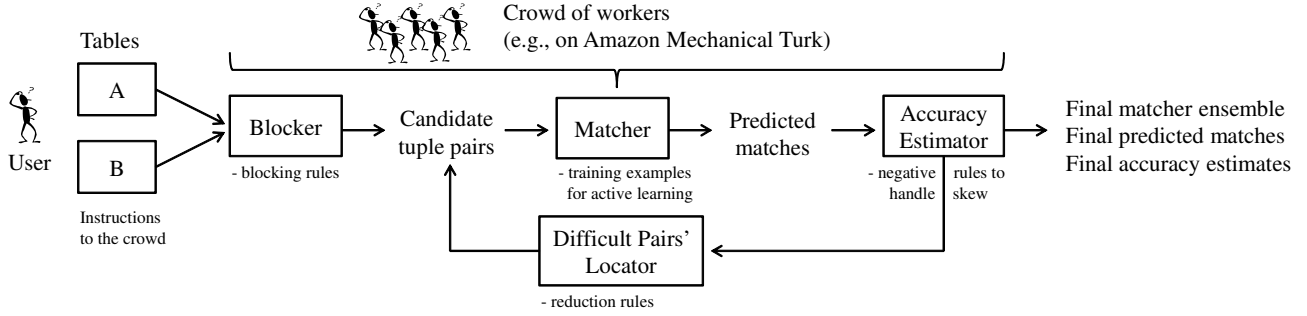 Crowd of workers
(e.g., on Amazon Mechanical Turk)
Tables
A
B
User
Instructions
to the crowd
Blocker
- blocking rules
Candidate
tuple pairs
Matcher
- training examples
for active learning
Predicted
matches
Accuracy
Estimator
- negative rules to
handle skew
Final matcher ensemble
Final predicted matches
Final accuracy estimates
Difficult Pairs'
Locator
- reduction rules